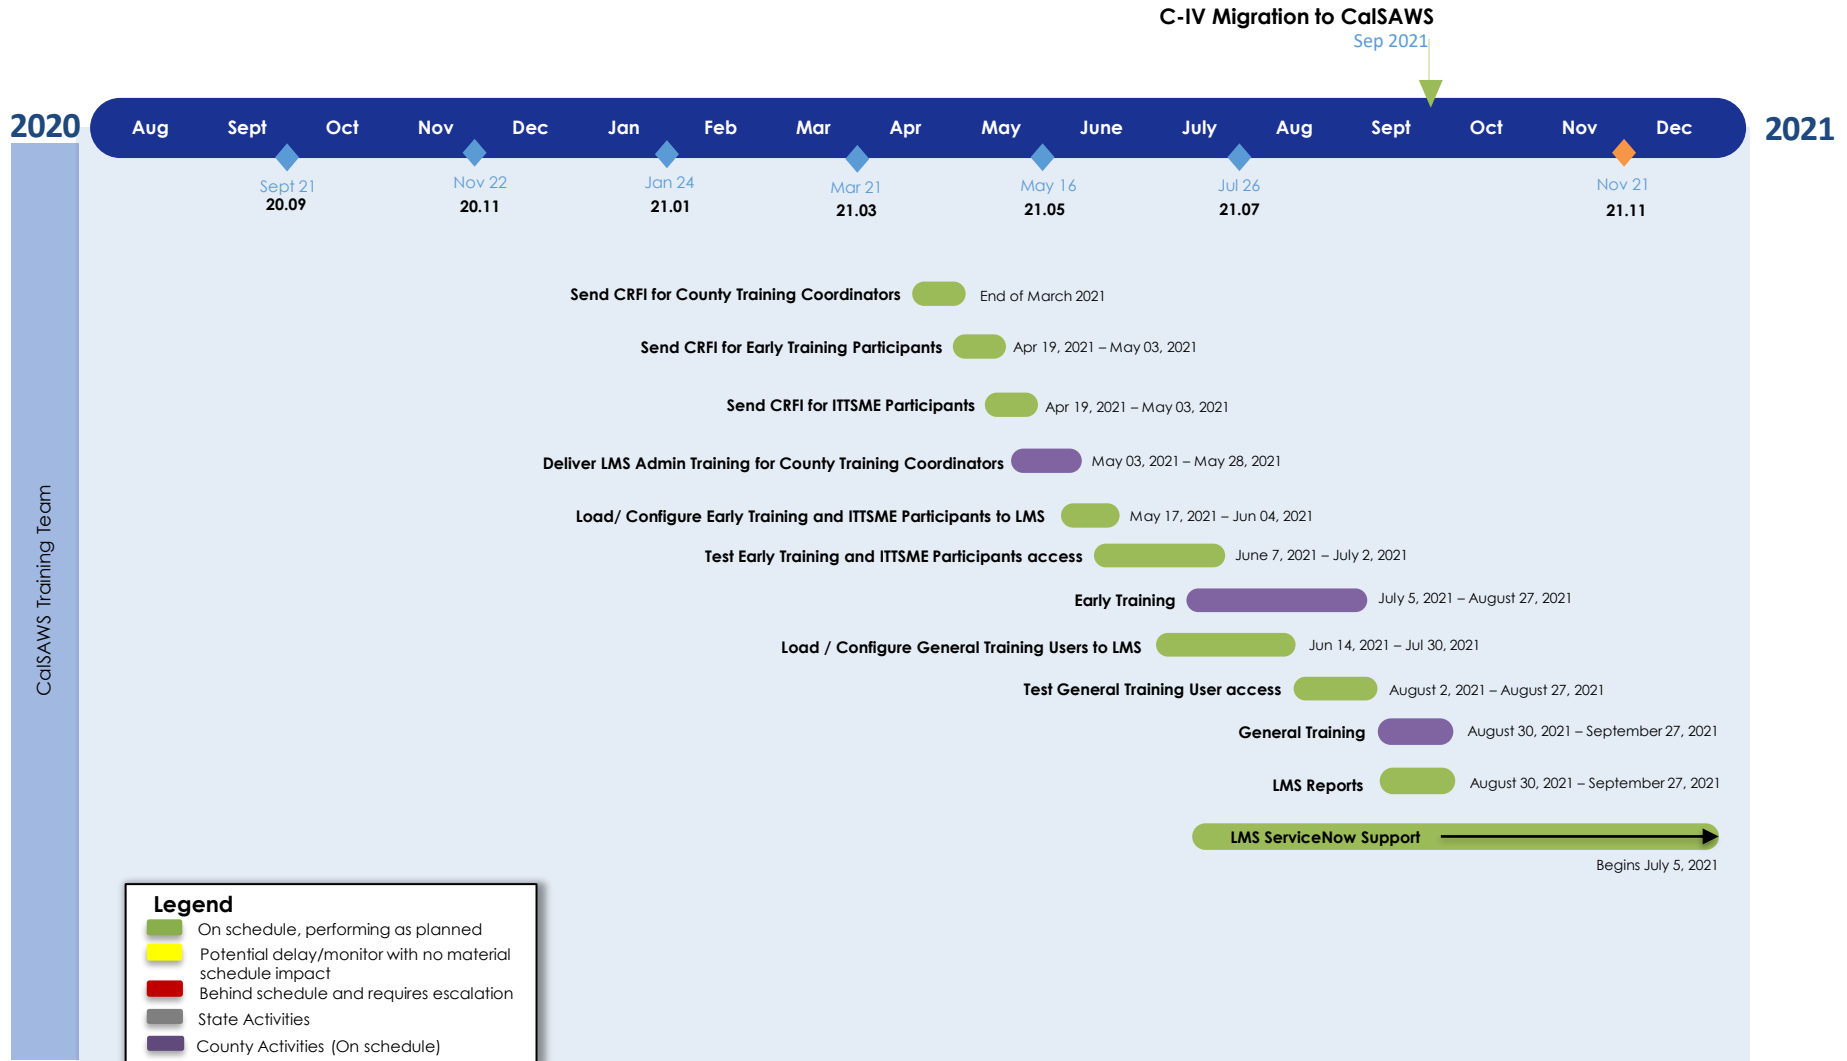 C-IV Migration to CalSAWS
Sep 2021
2020
Aug Sept Oct Nov Dec Jan Feb Mar Apr May June July Aug Sept Oct Nov Dec
2021
Sept 21
20.09
Nov 22
20.11
Jan 24
21.01
Mar 21
21.03
May 16
21.05
Jul 26
21.07
Nov 21
21.11
CalSAWS Training Team
Send CRFI for County Training Coordinators End of March 2021
Send CRFI for Early Training Participants Apr 19, 2021 – May 03, 2021
Send CRFI for ITTSME Participants Apr 19, 2021 – May 03, 2021
Deliver LMS Admin Training for County Training Coordinators May 03, 2021 – May 28, 2021
Load/ Configure Early Training and ITTSME Participants to LMS May 17, 2021 – Jun 04, 2021
Test Early Training and ITTSME Participants access June 7, 2021 – July 2, 2021
Early Training July 5, 2021 – August 27, 2021
Load / Configure General Training Users to LMS Jun 14, 2021 – Jul 30, 2021
Test General Training User access August 2, 2021 – August 27, 2021
General Training August 30, 2021 – September 27, 2021
LMS Reports August 30, 2021 – September 27, 2021
LMS ServiceNow Support
Begins July 5, 2021
Legend
On schedule, performing as planned
Potential delay/monitor with no material
schedule impact
Behind schedule and requires escalation
State Activities
County Activities (On schedule)